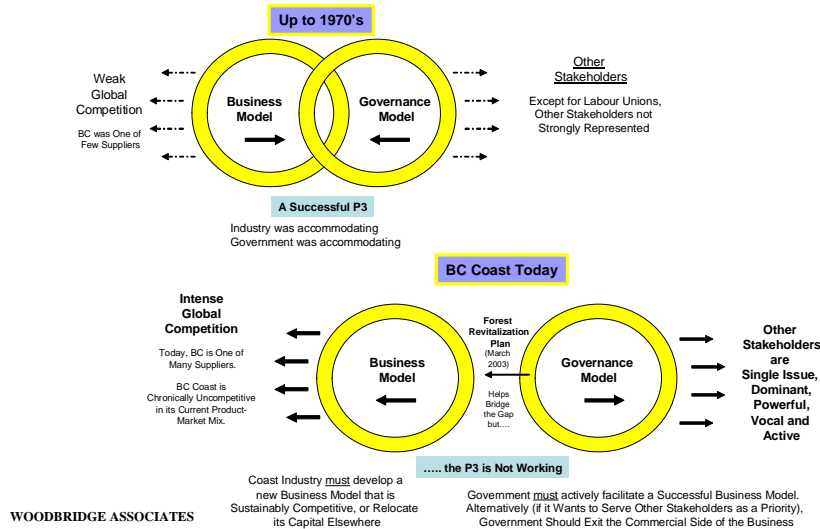 Up to 1970's
Weak
Global
Competition
BC was One of
Few Suppliers
Business
Model
Governance
Model
Other
Stakeholders
Except for Labour Unions,
Other Stakeholders not
Strongly Represented
A Successful P3
Industry was accommodating
Government was accommodating
BC Coast Today
Intense
Global
Competition
Today, BC is One of
Many Suppliers.
BC Coast is
Chronically Uncompetitive
in its Current Product-
Market Mix.
Business
Model
Forest
Revitalization
Plan
(March
2003)
Helps
Bridge
the Gap
but....
Governance
Model
Other
Stakeholders
are
Single Issue,
Dominant,
Powerful,
Vocal and
Active
..... the P3 is Not Working
Coast Industry must develop a
new Business Model that is
Sustainably Competitive, or Relocate
its Capital Elsewhere
Government must actively facilitate a Successful Business Model.
Alternatively (if it Wants to Serve Other Stakeholders as a Priority),
Government Should Exit the Commercial Side of the Business
WOODBRIDGE ASSOCIATES